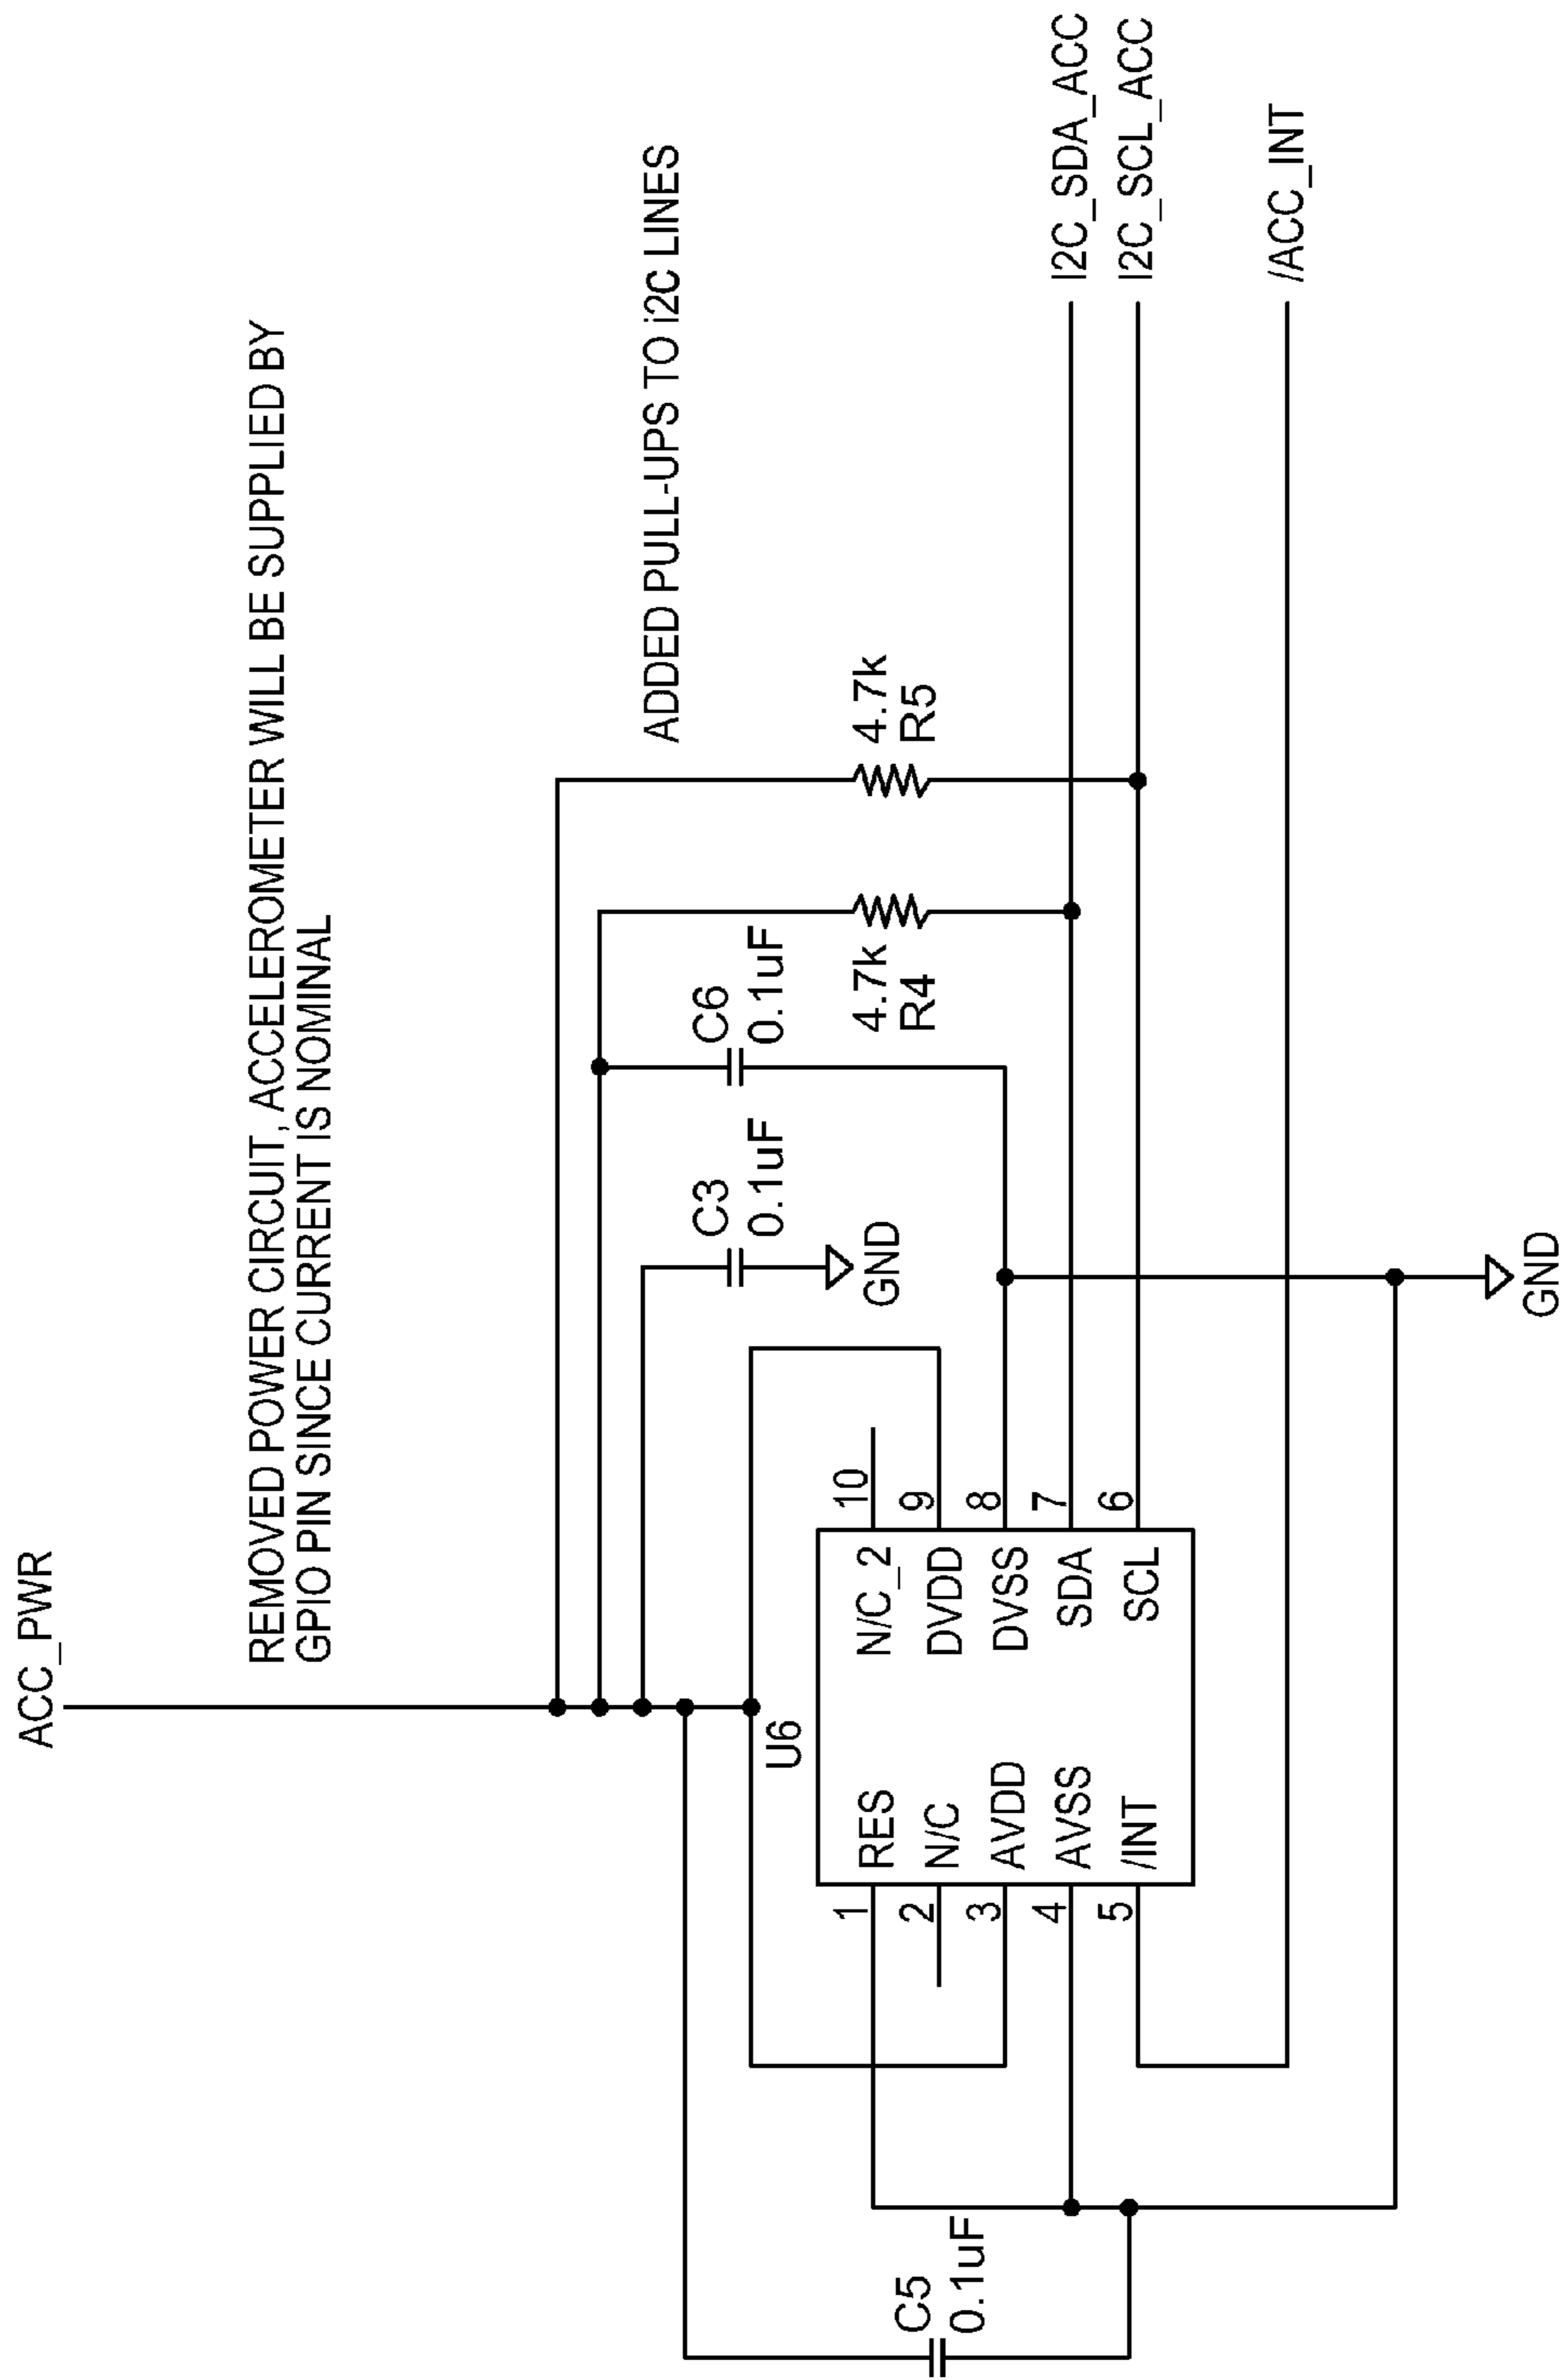 ACC_PWR
REMOVED POWER CIRCUIT, ACCELEROMETER WILL BE SUPPLIED BY
GPIO PIN SINCE CURRENT IS NOMINAL
ADDED PULL-UPS TO i2C LINES
C3
0.1uF
GND
C6
0.1uF
4.7k
R4
4.7k
R5
U6
1
RES
2
N/C
3
AVDD
4
AVSS
5
/INT
N/C_2
10
DVDD
9
DVSS
8
SDA
7
SCL
6
C5
0.1uF
I2C_SDA_ACC
I2C_SCL_ACC
/ACC_INT
GND